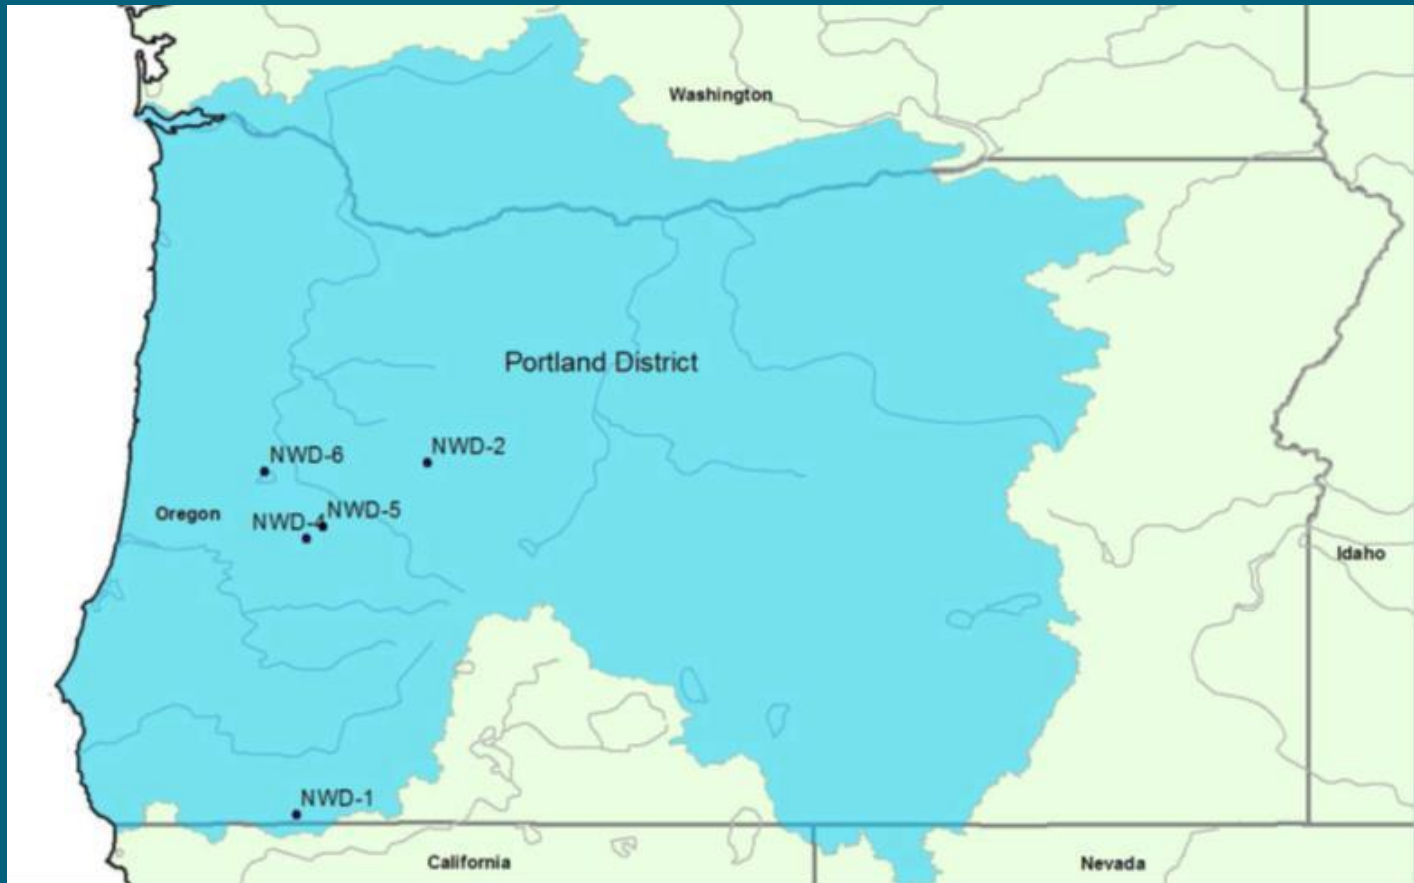 Washington
Portland District
NWD-2
NWD-6
NWD-5
Oregon
NWD-4
Idaho
NWD-1
California
Nevada